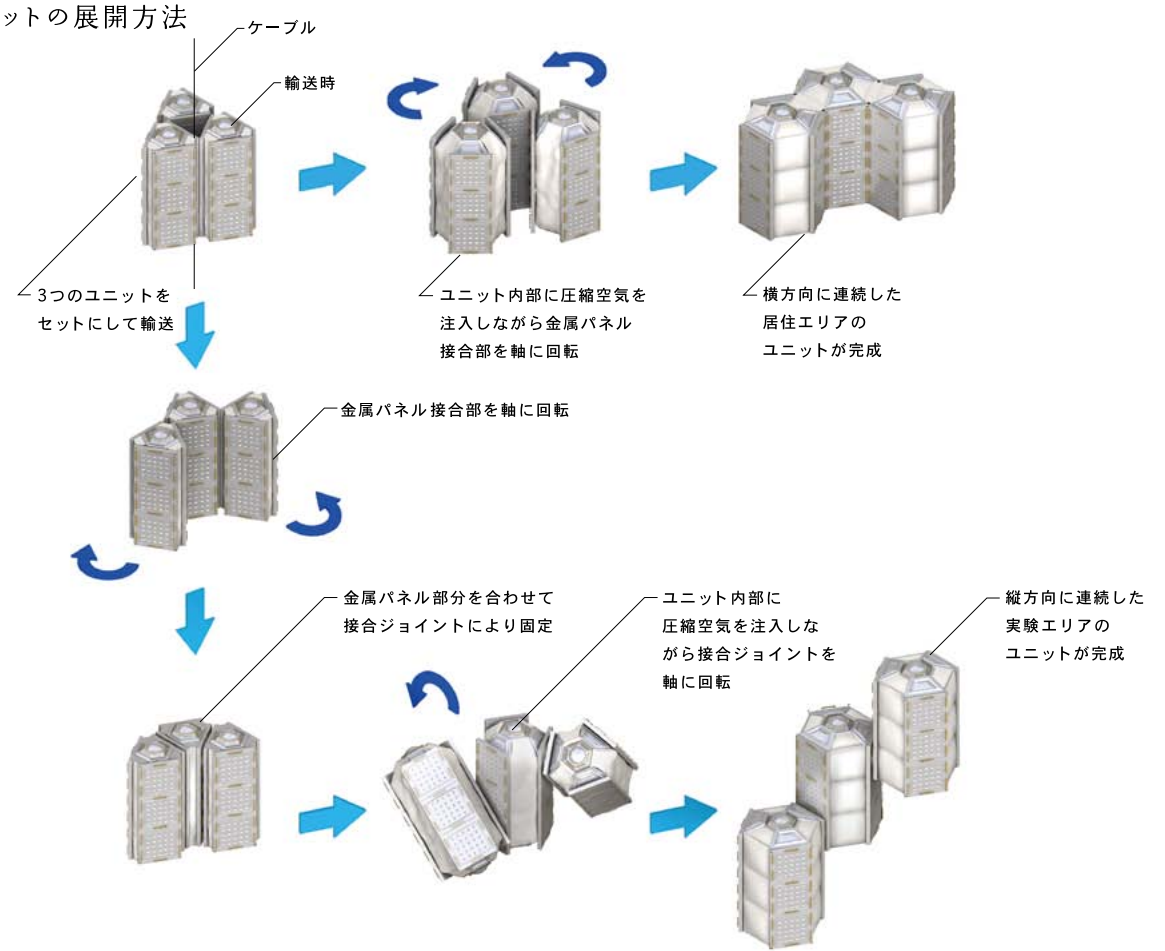 ットの展開方法
ケーブル
輸送時
3つのユニットを
セットにして輸送
ユニット内部に圧縮空気を
注入しながら金属パネル
接合部を軸に回転
横方向に連続した
居住エリアの
ユニットが完成
金属パネル接合部を軸に回転
金属パネル部分を合わせて
接合ジョイントにより固定
ユニット内部に
圧縮空気を注入しな
がら接合ジョイントを
軸に回転
縦方向に連続した
実験エリアの
ユニットが完成